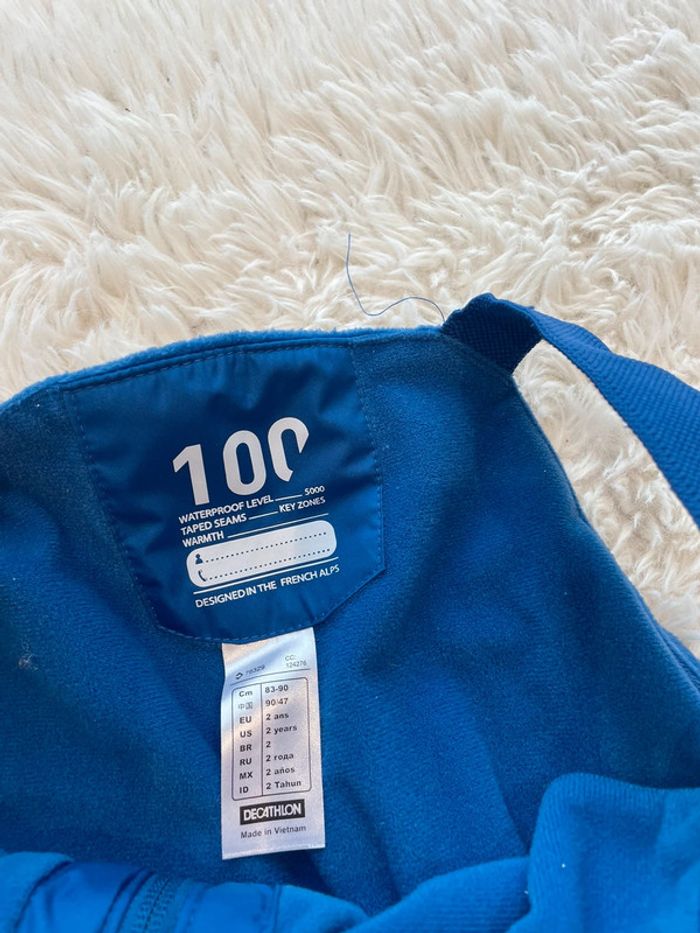 100
WATERPROOF LEVEL 5000
TAPED SEAMS KEY ZONES
WARMTH
DESIGNED IN THE FRENCH ALPS
CC:
124276
Cm 83-90
中国 90/47
EU 2 ans
US 2 years
BR 2
RU 2 года
MX 2 años
ID 2 Tahun
DECATHLON
Made in Vietnam